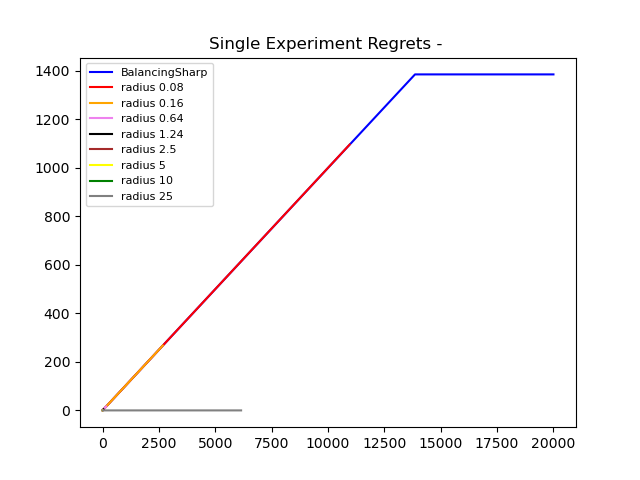 Single Experiment Regrets -
1400
1200
1000
800
600
400
200
0
BalancingSharp
radius 0.08
radius 0.16
radius 0.64
radius 1.24
radius 2.5
radius 5
radius 10
radius 25
0 2500 5000 7500 10000 12500 15000 17500 20000